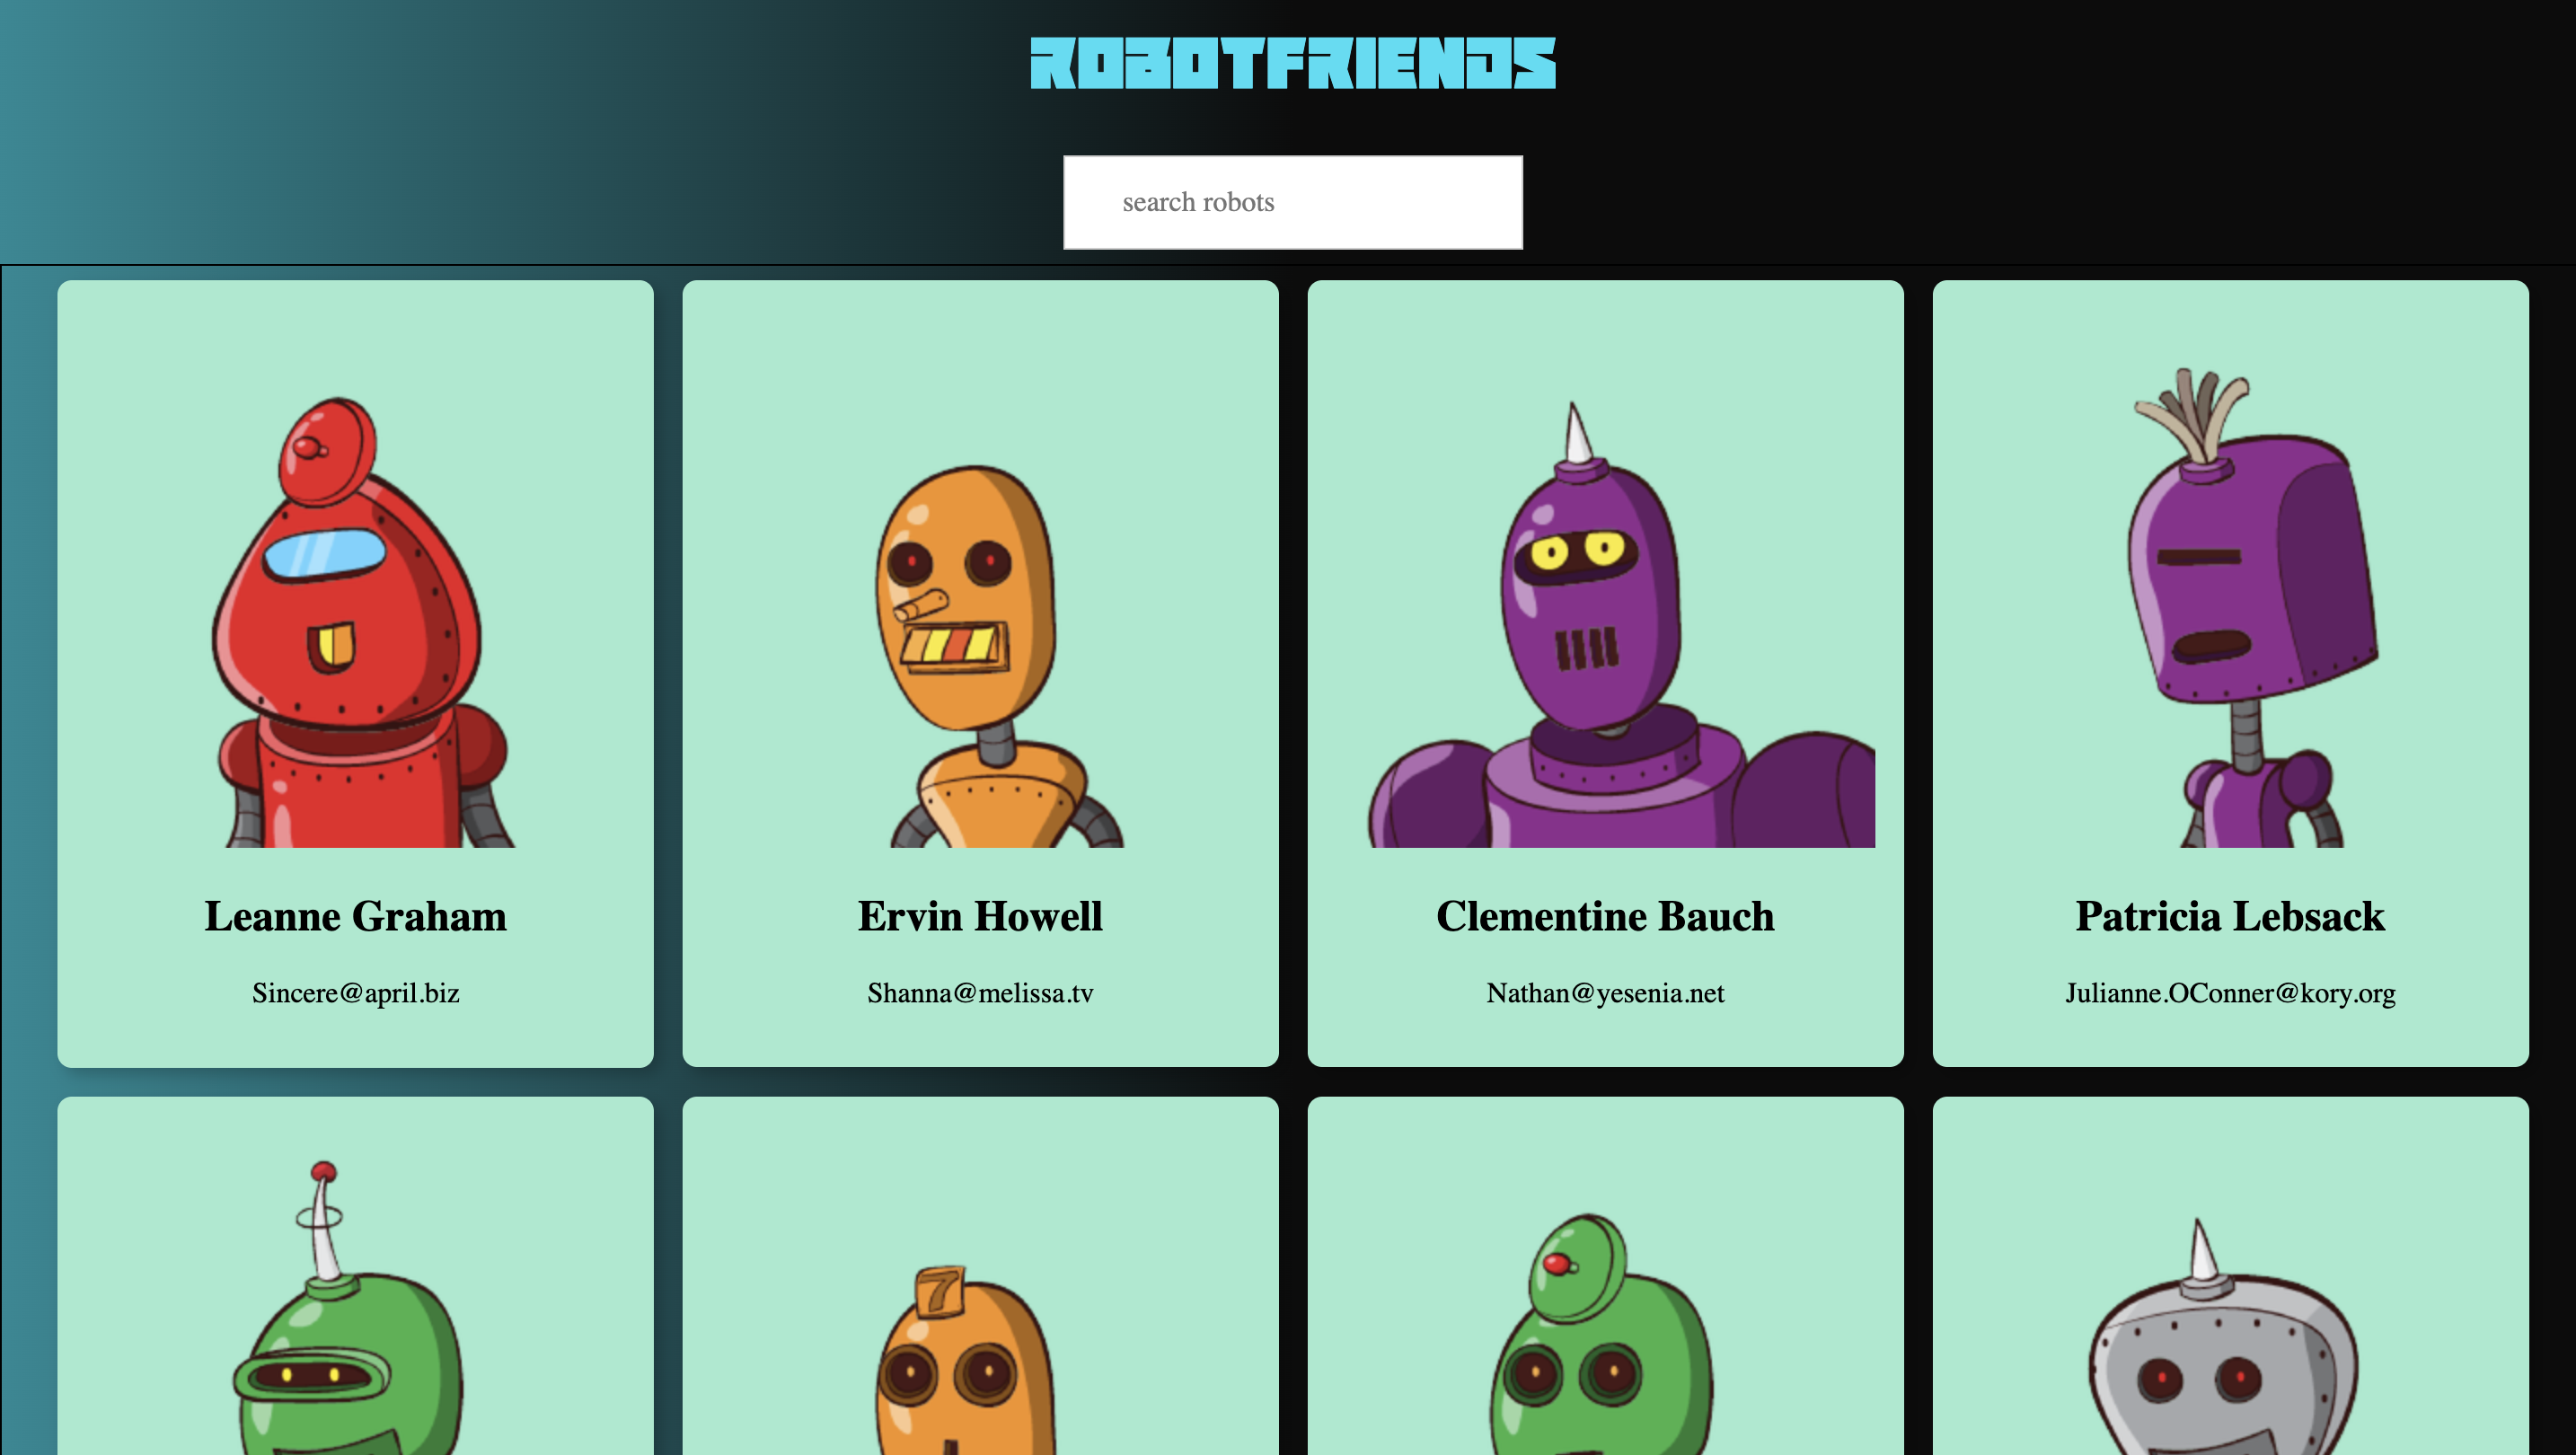 ROBOTFRIENDS
search robots
Leanne Graham
Ervin Howell
Clementine Bauch
Patricia Lebsack
Sincere@april.biz
Shanna@melissa.tv
Nathan@yesenia.net
Julianne.OConner@kory.org
7